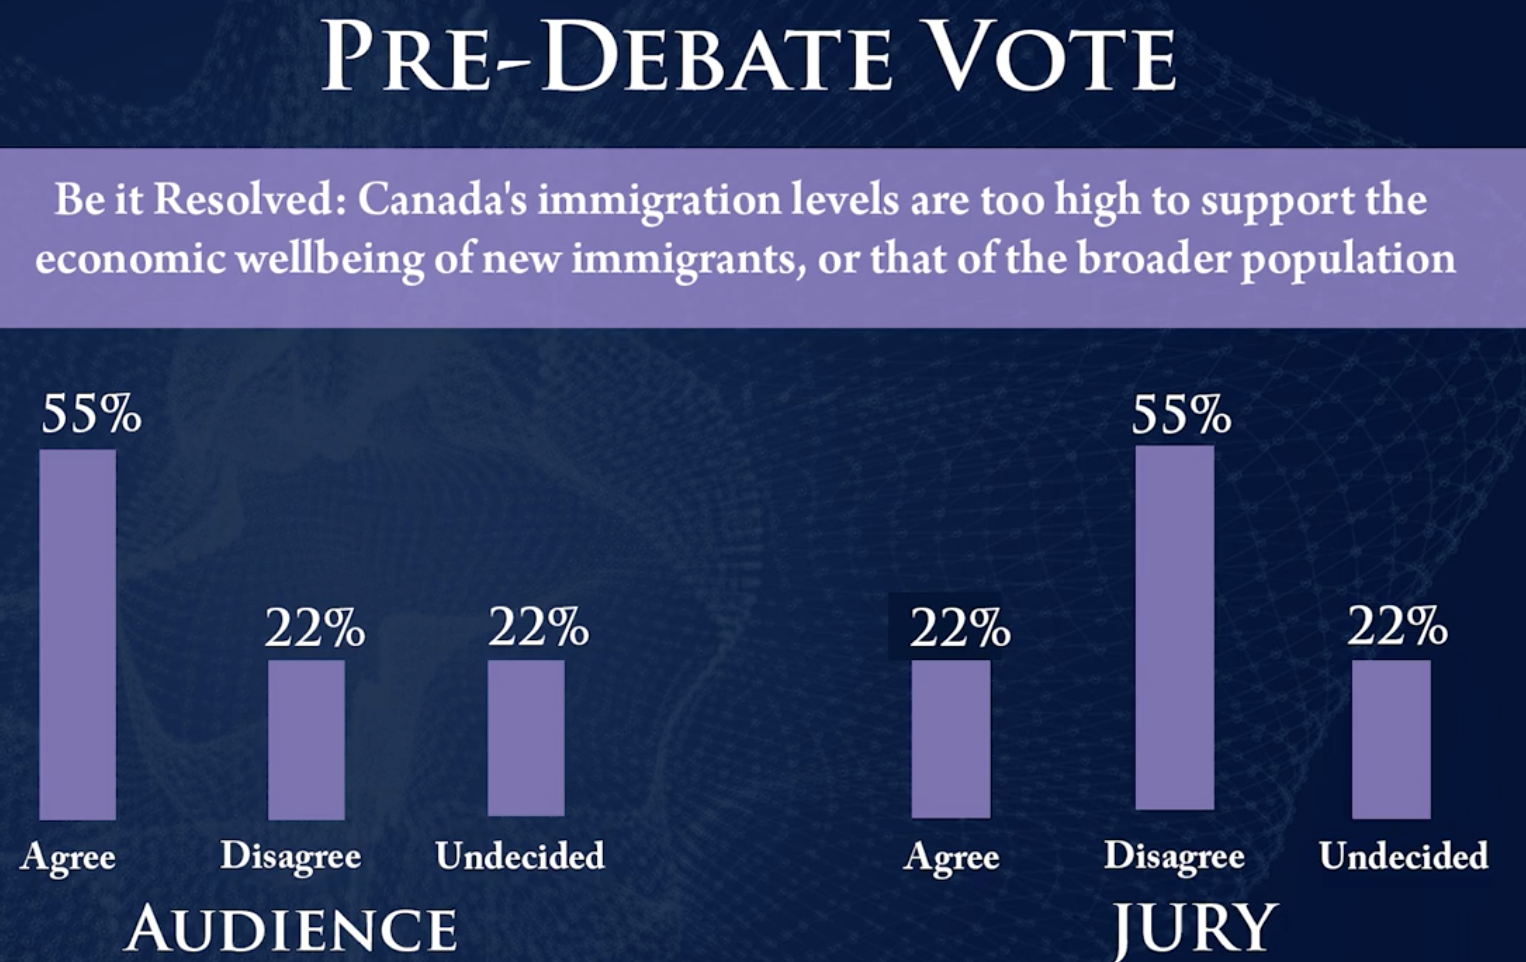 PRE-DEBATE VOTE
Be it Resolved: Canada's immigration levels are too high to support the
economic wellbeing of new immigrants, or that of the broader population
55%
22%
22%
Agree
Disagree
Undecided
AUDIENCE
22%
55%
22%
Agree
Disagree
Undecided
JURY